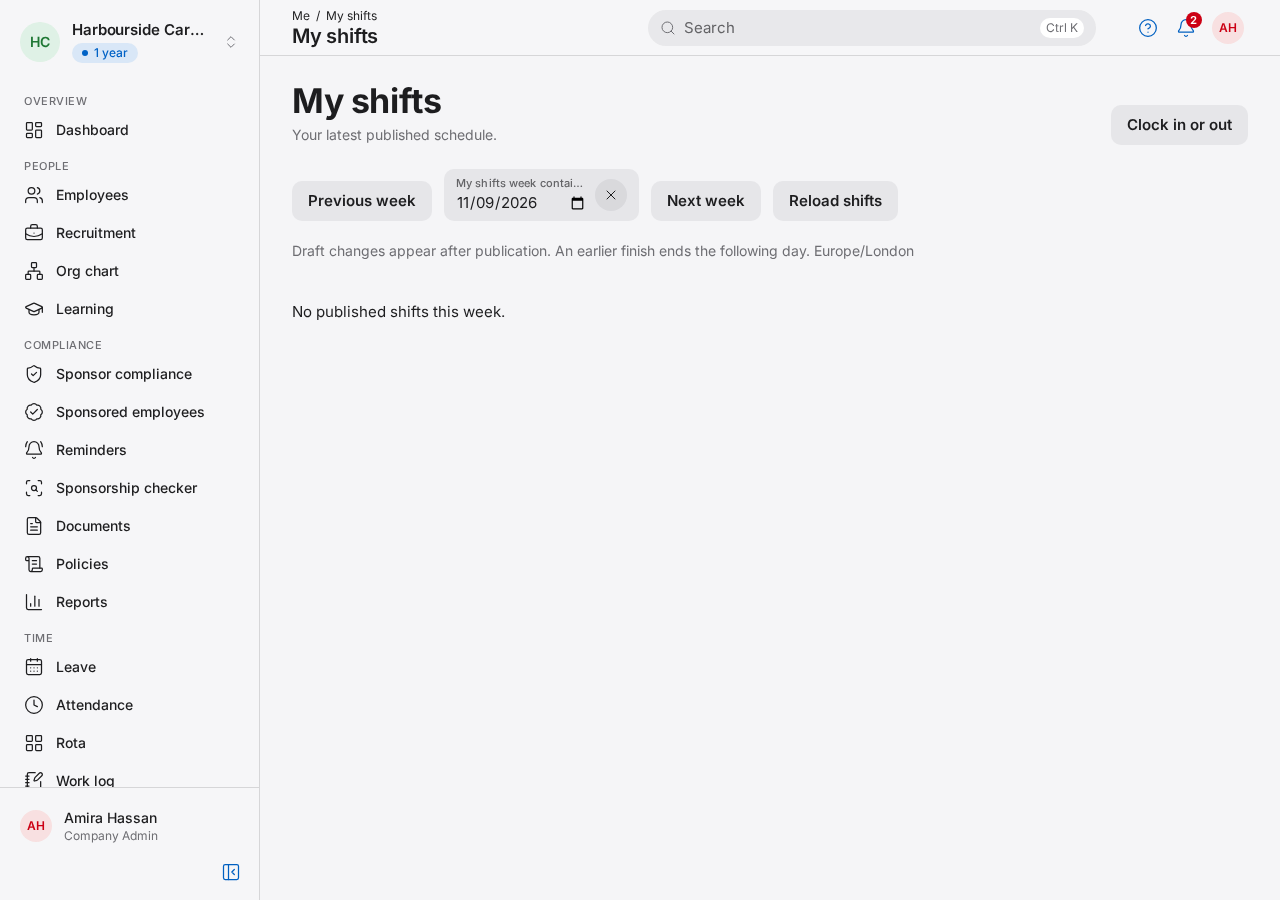 HC
Harbourside Car...
1 year
OVERVIEW
Dashboard
PEOPLE
Employees
Recruitment
Org chart
Learning
COMPLIANCE
Sponsor compliance
Sponsored employees
Reminders
Sponsorship checker
Documents
Policies
Reports
TIME
Leave
Attendance
Rota
Work log
AH
Amira Hassan
Company Admin
Me / My shifts
My shifts
Search
Ctrl K
2
AH
My shifts
Your latest published schedule.
Clock in or out
Previous week
My shifts week contai...
11/09/2026
Next week
Reload shifts
Draft changes appear after publication. An earlier finish ends the following day. Europe/London
No published shifts this week.